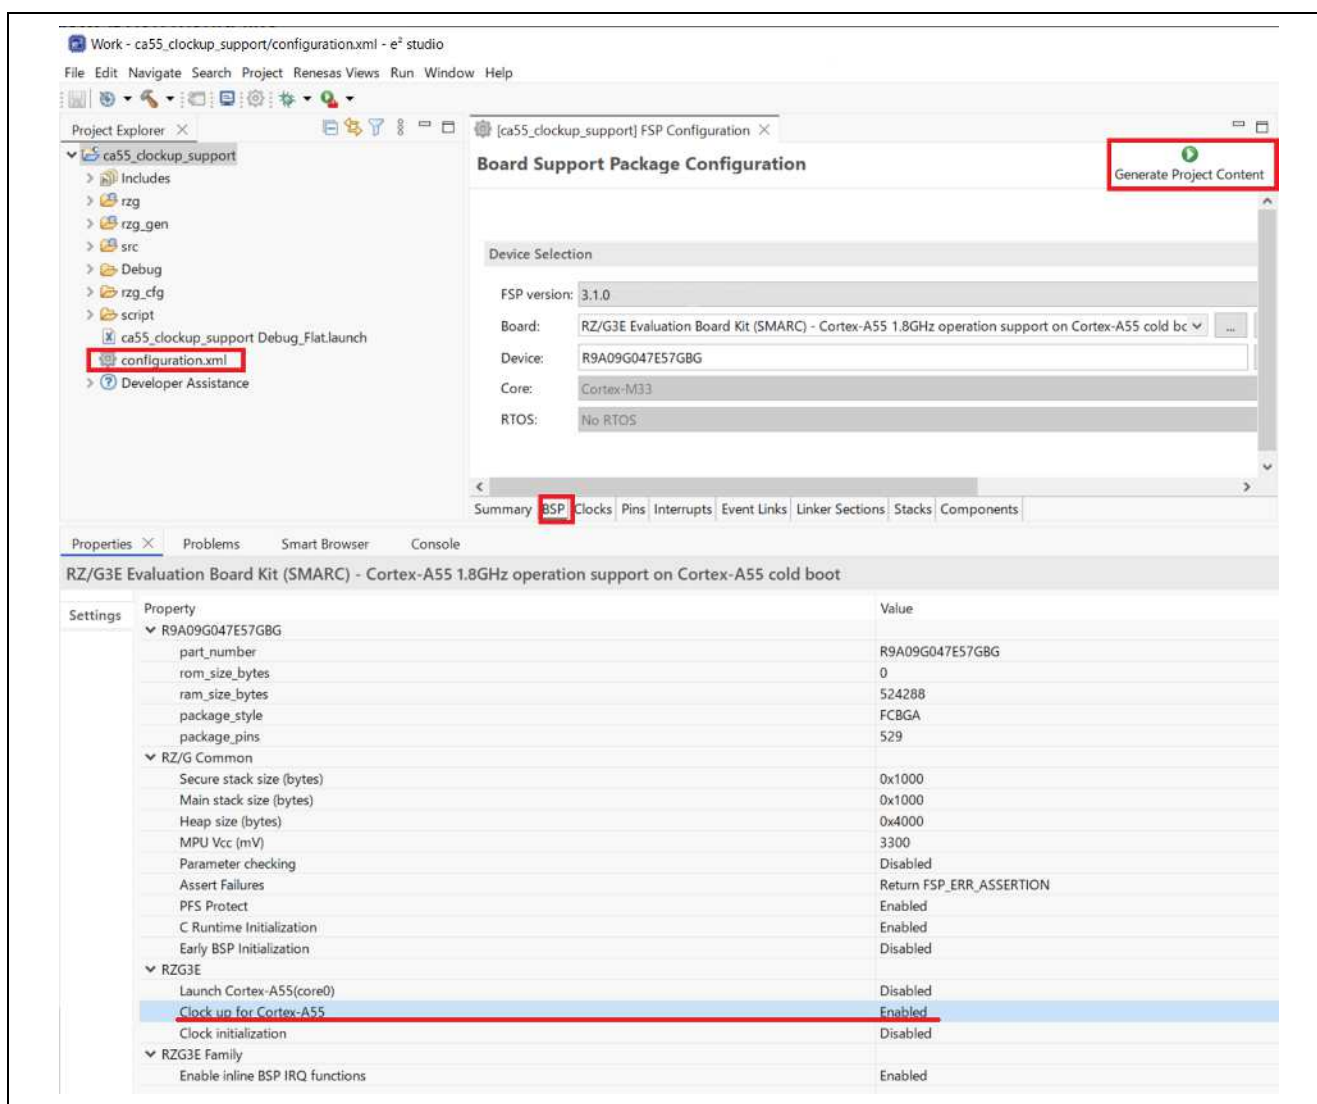 Work - ca55_clockup_support/configuration.xml - e² studio
File Edit Navigate Search Project Renesas Views Run Window Help
Project Explorer
[ca55_clockup_support] FSP Configuration
ca55_clockup_support
Includes
rzg
rzg_gen
src
Debug
rzg_cfg
script
ca55_clockup_support Debug_Flat.launch
configuration.xml
Developer Assistance
Board Support Package Configuration
Generate Project Content
Device Selection
FSP version: 3.1.0
Board: RZ/G3E Evaluation Board Kit (SMARC) - Cortex-A55 1.8GHz operation support on Cortex-A55 cold bc ...
Device: R9A09G047E57GBG
Core: Cortex-M33
RTOS: No RTOS
Summary BSP Clocks Pins Interrupts Event Links Linker Sections Stacks Components
Properties Problems Smart Browser Console
RZ/G3E Evaluation Board Kit (SMARC) - Cortex-A55 1.8GHz operation support on Cortex-A55 cold boot
Settings
Property Value
R9A09G047E57GBG
part_number R9A09G047E57GBG
rom_size_bytes 0
ram_size_bytes 524288
package_style FCBGA
package_pins 529
RZ/G Common
Secure stack size (bytes) 0x1000
Main stack size (bytes) 0x1000
Heap size (bytes) 0x4000
MPU Vcc (mV) 3300
Parameter checking Disabled
Assert Failures Return FSP_ERR_ASSERTION
PFS Protect Enabled
C Runtime Initialization Enabled
Early BSP Initialization Disabled
RZG3E
Launch Cortex-A55(core0) Disabled
Clock up for Cortex-A55 Enabled
Clock initialization Disabled
RZG3E Family
Enable inline BSP IRQ functions Enabled